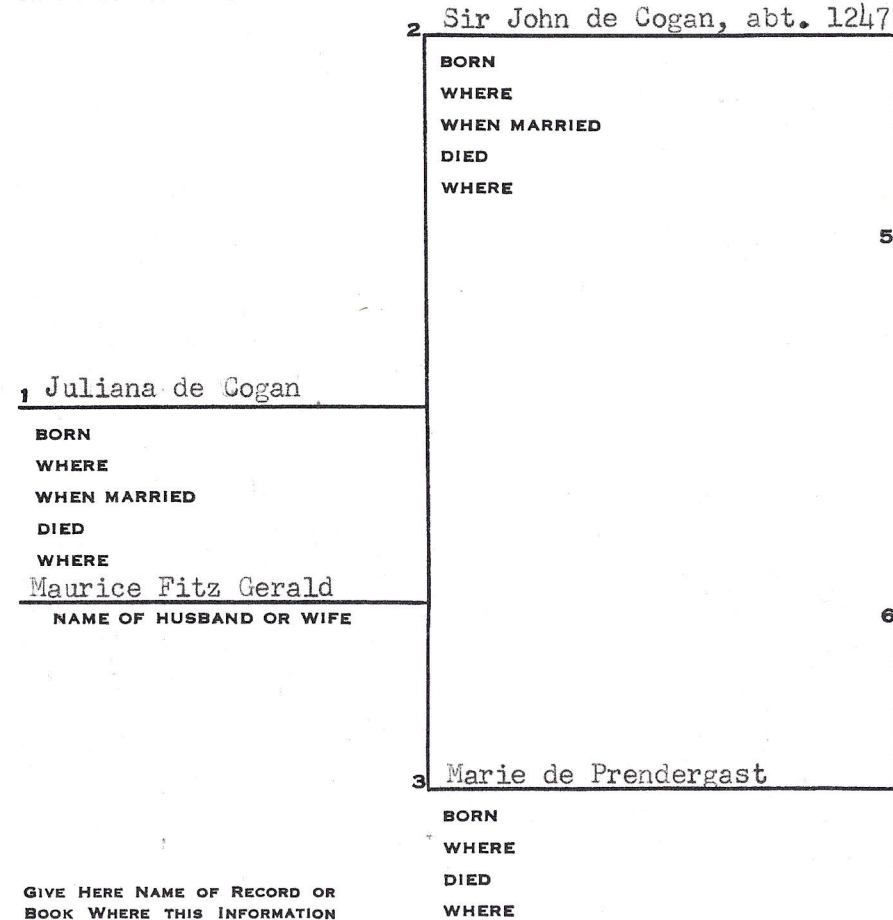 2 Sir John de Cogan, abt. 1247
BORN
WHERE
WHEN MARRIED
DIED
WHERE
5
1 Juliana de Cogan
BORN
WHERE
WHEN MARRIED
DIED
WHERE
Maurice Fitz Gerald
NAME OF HUSBAND OR WIFE
6
3 Marie de Prendergast
BORN
WHERE
DIED
WHERE
GIVE HERE NAME OF RECORD OR
BOOK WHERE THIS INFORMATION